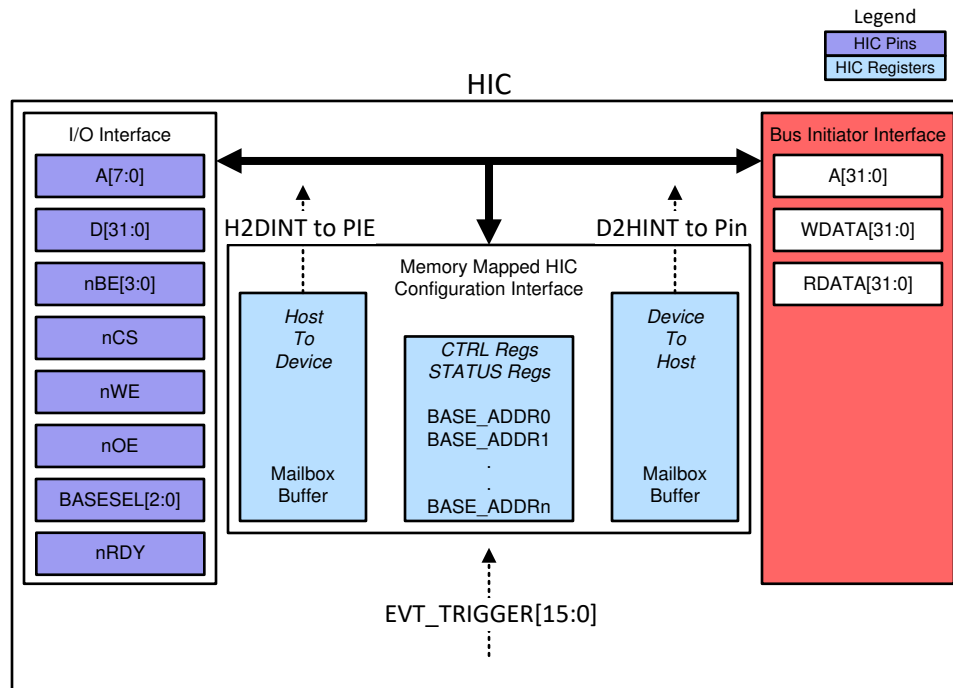 Legend
HIC Pins
HIC Registers
HIC
I/O Interface
A[7:0]
D[31:0]
nBE[3:0]
nCS
nWE
nOE
BASESEL[2:0]
nRDY
H2DINT to PIE
D2HINT to Pin
Memory Mapped HIC
Configuration Interface
Host
To
Device
Mailbox
Buffer
CTRL Regs
STATUS Regs
BASE_ADDR0
BASE_ADDR1
.
.
BASE_ADDRn
Device
To
Host
Mailbox
Buffer
EVT_TRIGGER[15:0]
Bus Initiator Interface
A[31:0]
WDATA[31:0]
RDATA[31:0]